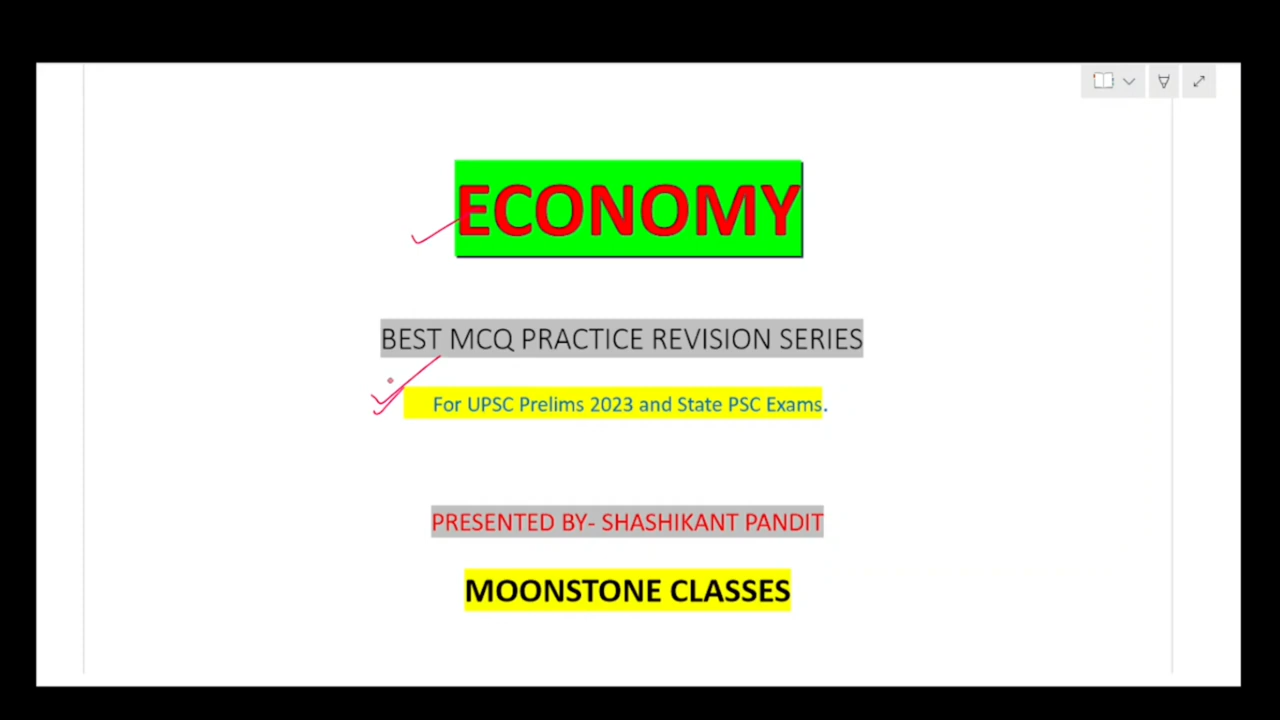 ECONOMY
BEST MCQ PRACTICE REVISION SERIES
For UPSC Prelims 2023 and State PSC Exams.
PRESENTED BY- SHASHIKANT PANDIT
MOONSTONE CLASSES